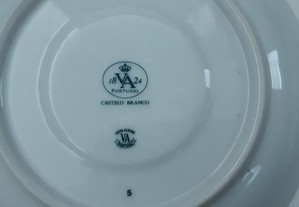 18 VA 24
PORTUGAL
CASTELO BRANCO
VA
5